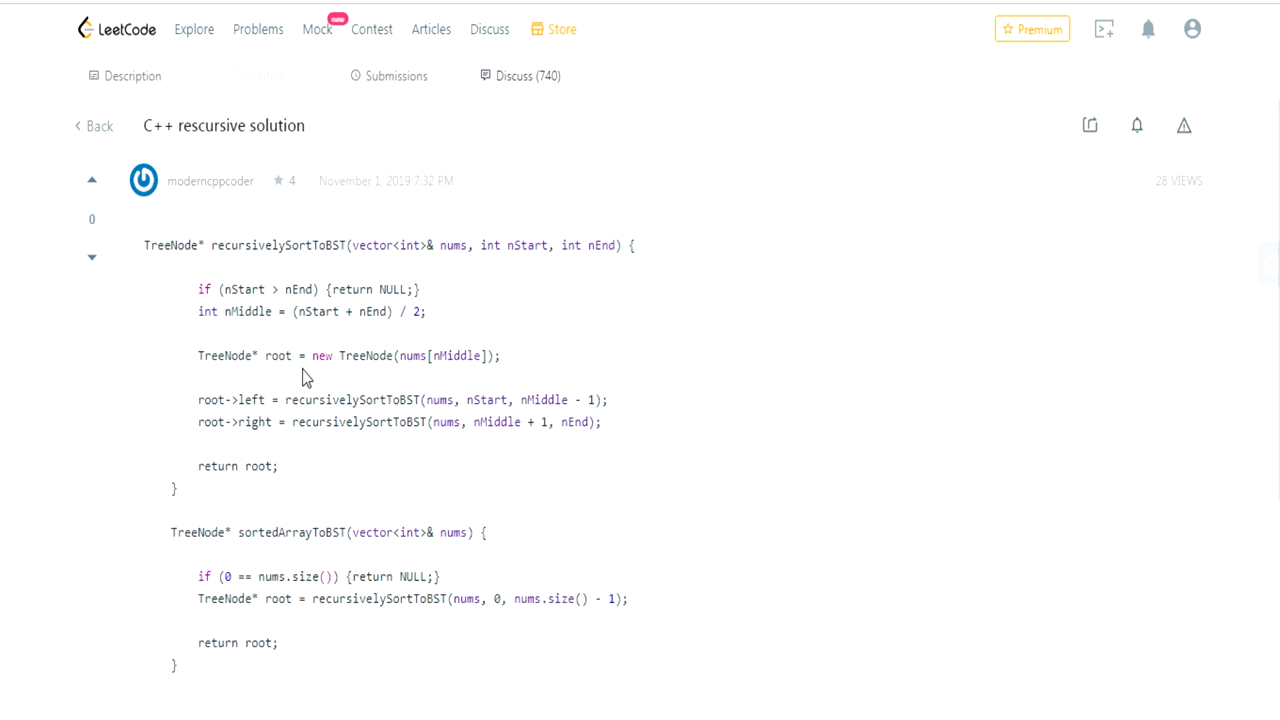 LeetCode Explore Problems Mock new Contest Articles Discuss Store Premium
Description Solution Submissions Discuss (740)
Back C++ rescursive solution
moderncppcoder 4 November 1, 2019 7:32 PM 28 VIEWS
0
TreeNode* recursivelySortToBST(vector<int>& nums, int nStart, int nEnd) {
if (nStart > nEnd) {return NULL;}
int nMiddle = (nStart + nEnd) / 2;
TreeNode* root = new TreeNode(nums[nMiddle]);
root->left = recursivelySortToBST(nums, nStart, nMiddle - 1);
root->right = recursivelySortToBST(nums, nMiddle + 1, nEnd);
return root;
}
TreeNode* sortedArrayToBST(vector<int>& nums) {
if (0 == nums.size()) {return NULL;}
TreeNode* root = recursivelySortToBST(nums, 0, nums.size() - 1);
return root;
}